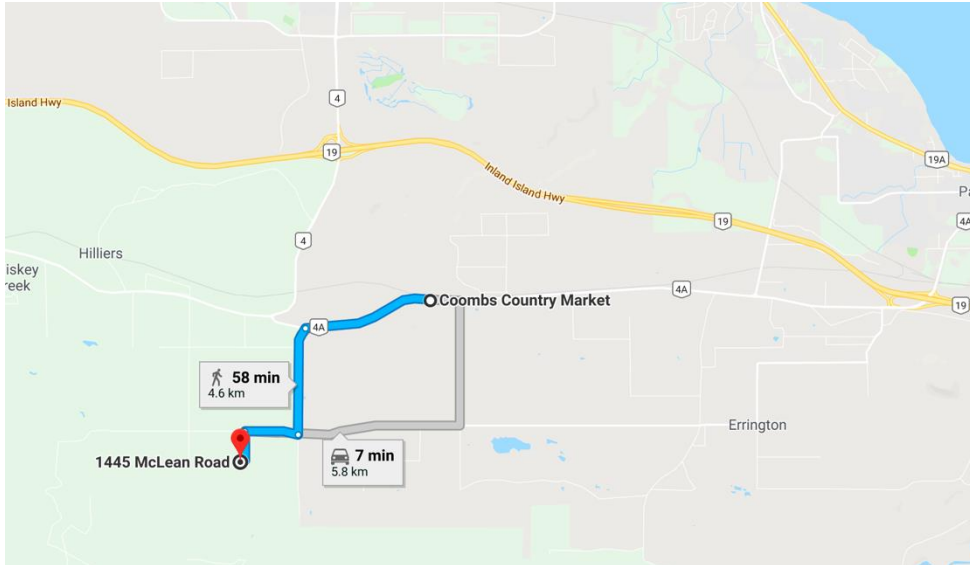 4
Island Hwy
19
Inland Island Hwy
19A
Pa
4A
19
4
Hilliers
iskey
reek
4A
Coombs Country Market
19
4A
58 min
4.6 km
Errington
7 min
5.8 km
1445 McLean Road